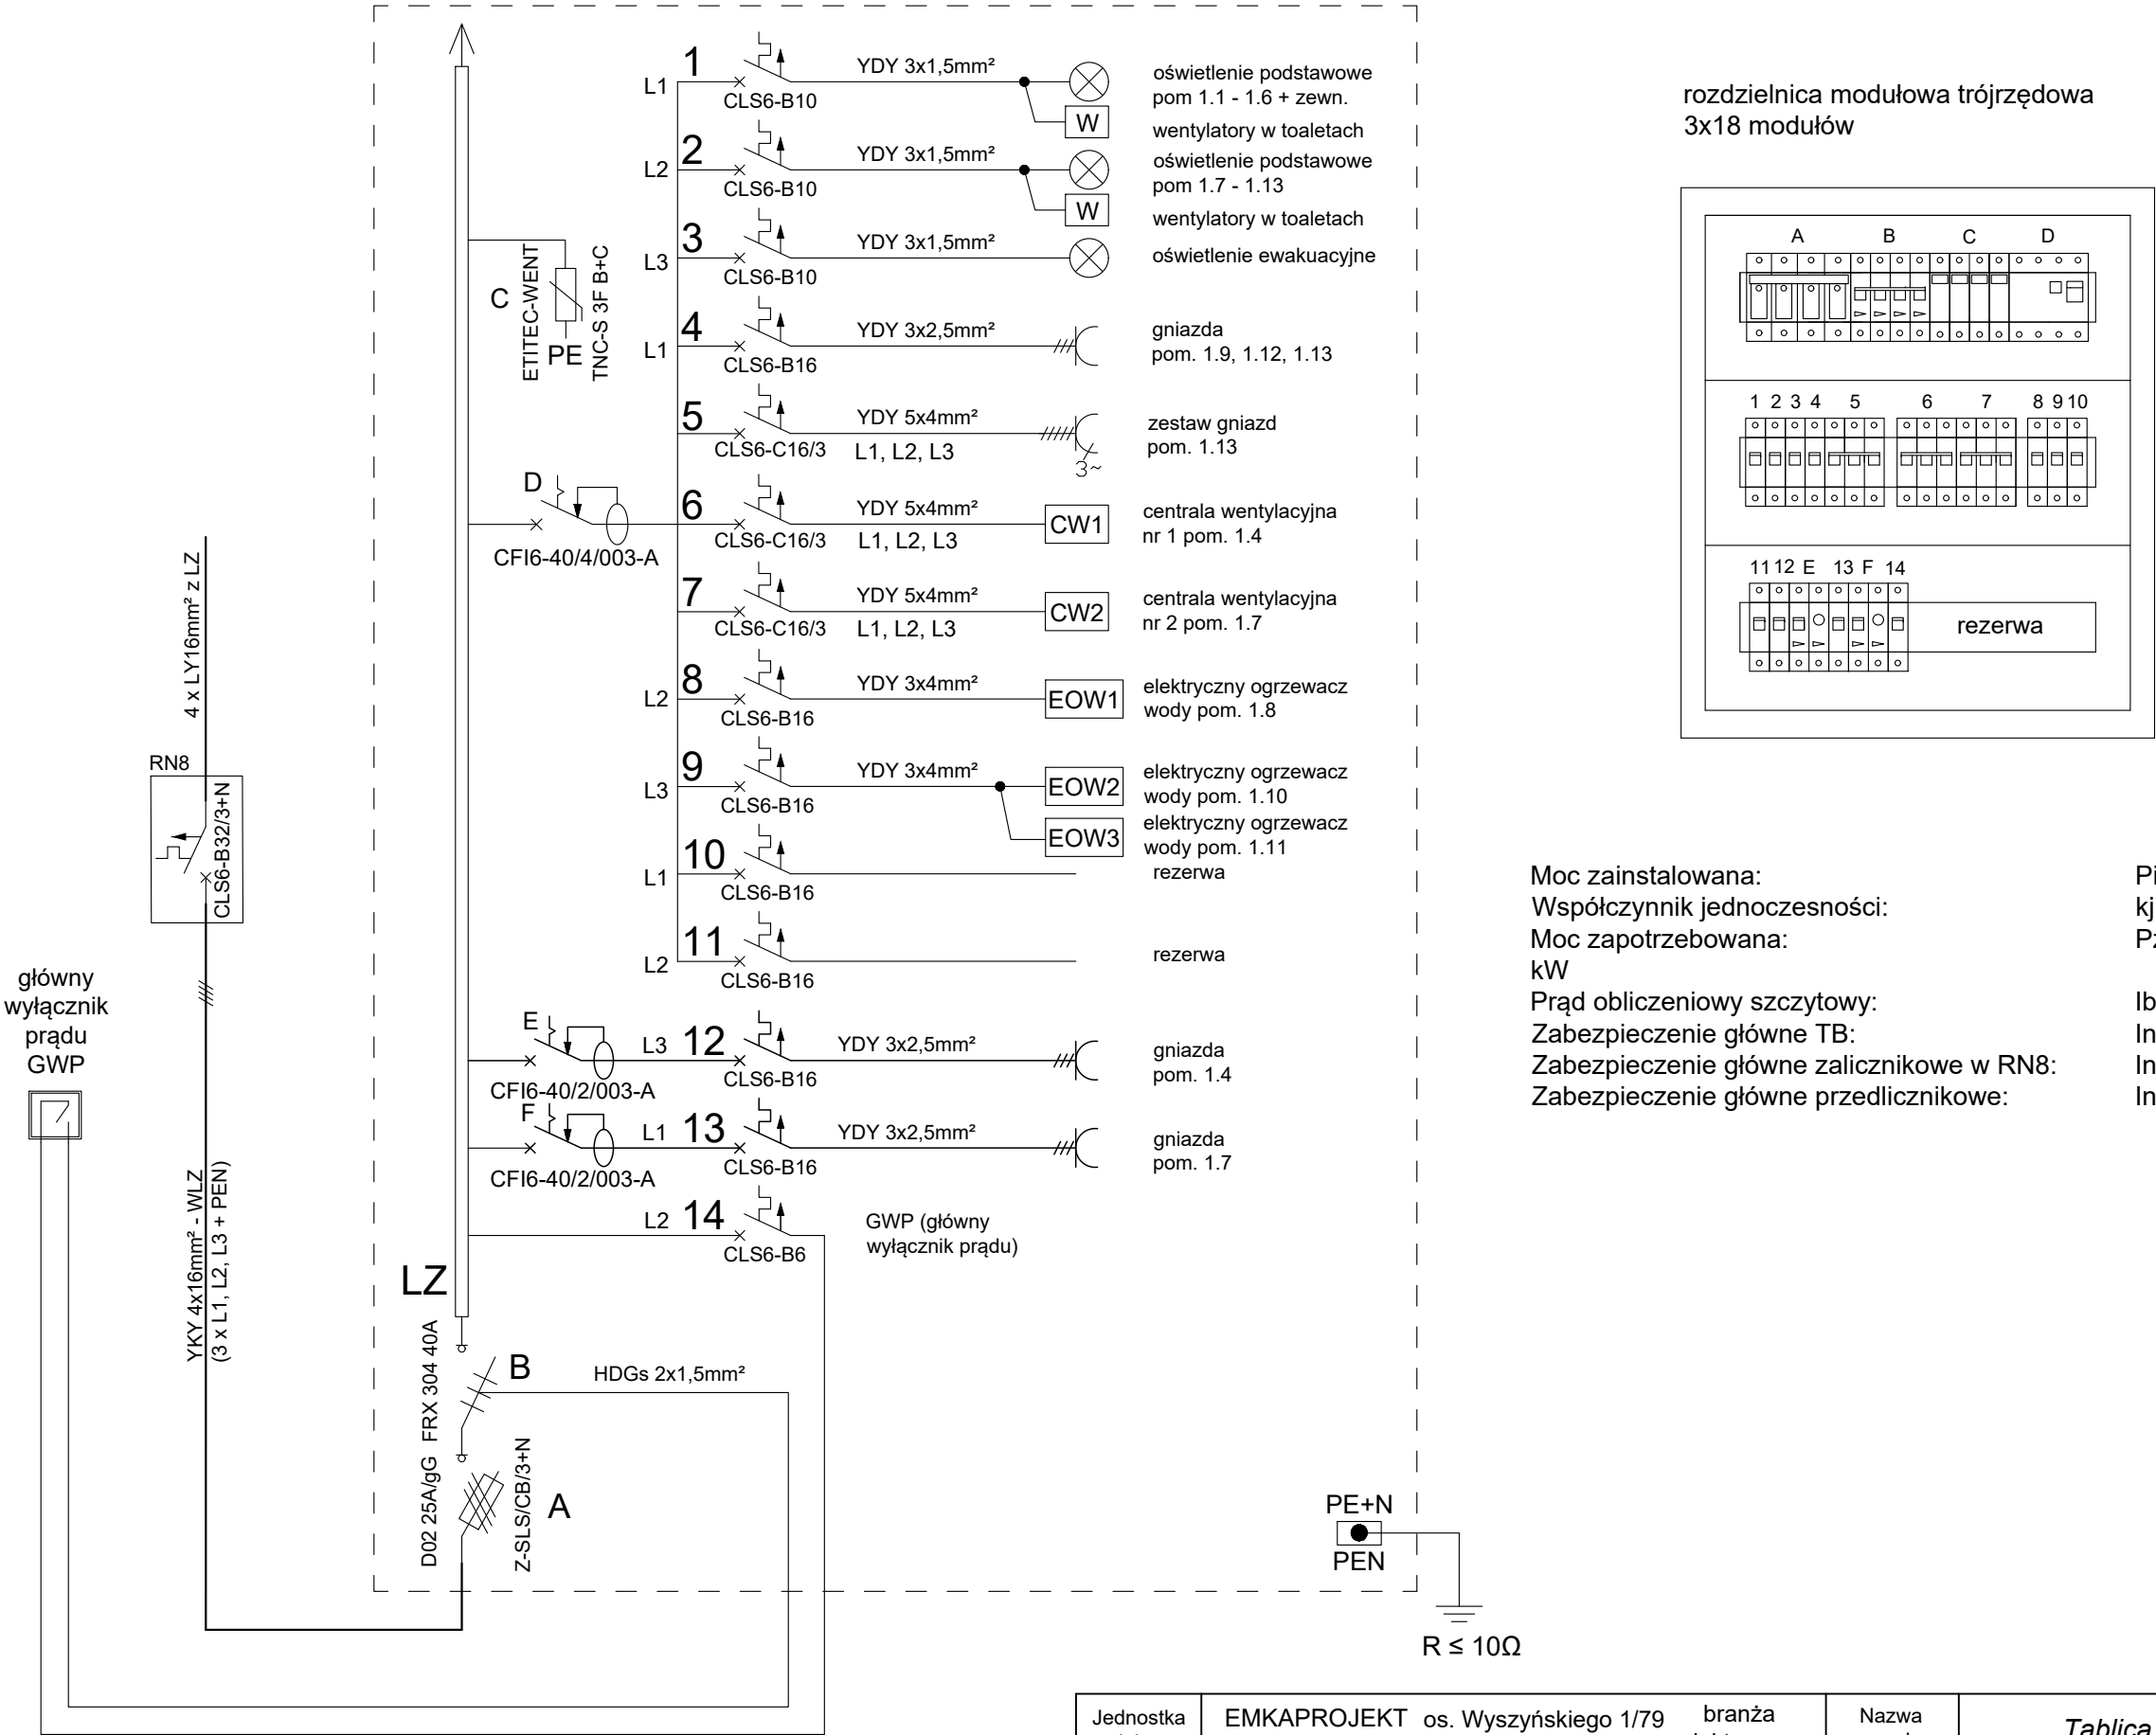 1
L1
CLS6-B10
YDY 3x1,5mm²
oświetlenie podstawowe
pom 1.1 - 1.6 + zewn.
W
wentylatory w toaletach
2
L2
CLS6-B10
YDY 3x1,5mm²
oświetlenie podstawowe
pom 1.7 - 1.13
W
wentylatory w toaletach
3
L3
CLS6-B10
YDY 3x1,5mm²
oświetlenie ewakuacyjne
C
ETITEC-WENT
TNC-S 3F B+C
PE
4
L1
CLS6-B16
YDY 3x2,5mm²
gniazda
pom. 1.9, 1.12, 1.13
5
CLS6-C16/3
YDY 5x4mm²
L1, L2, L3
3~
zestaw gniazd
pom. 1.13
D
CFI6-40/4/003-A
6
CLS6-C16/3
YDY 5x4mm²
L1, L2, L3
CW1
centrala wentylacyjna
nr 1 pom. 1.4
7
CLS6-C16/3
YDY 5x4mm²
L1, L2, L3
CW2
centrala wentylacyjna
nr 2 pom. 1.7
8
L2
CLS6-B16
YDY 3x4mm²
EOW1
elektryczny ogrzewacz
wody pom. 1.8
9
L3
CLS6-B16
YDY 3x4mm²
EOW2
elektryczny ogrzewacz
wody pom. 1.10
EOW3
elektryczny ogrzewacz
wody pom. 1.11
10
L1
CLS6-B16
rezerwa
11
L2
CLS6-B16
rezerwa
E
CFI6-40/2/003-A
L3
12
CLS6-B16
YDY 3x2,5mm²
gniazda
pom. 1.4
F
CFI6-40/2/003-A
L1
13
CLS6-B16
YDY 3x2,5mm²
gniazda
pom. 1.7
L2
14
CLS6-B6
GWP (główny
wyłącznik prądu)
LZ
FRX 304 40A
B
HDGs 2x1,5mm²
D02 25A/gG
Z-SLS/CB/3+N
A
4 x LY16mm² z LZ
RN8
CLS6-B32/3+N
główny
wyłącznik
prądu
GWP
YKY 4x16mm² - WLZ
(3 x L1, L2, L3 + PEN)
PE+N
PEN
R ≤ 10Ω
rozdzielnica modułowa trójrzędowa
3x18 modułów
A B C D
1 2 3 4 5 6 7 8 9 10
11 12 E 13 F 14
rezerwa
Moc zainstalowana:
Współczynnik jednoczesności:
kj
Moc zapotrzebowana:
kW
Prąd obliczeniowy szczytowy:
Ib
Zabezpieczenie główne TB:
In
Zabezpieczenie główne zalicznikowe w RN8:
In
Zabezpieczenie główne przedlicznikowe:
In
Jednostka
EMKAPROJEKT os. Wyszyńskiego 1/79
branża
Nazwa
Tablica